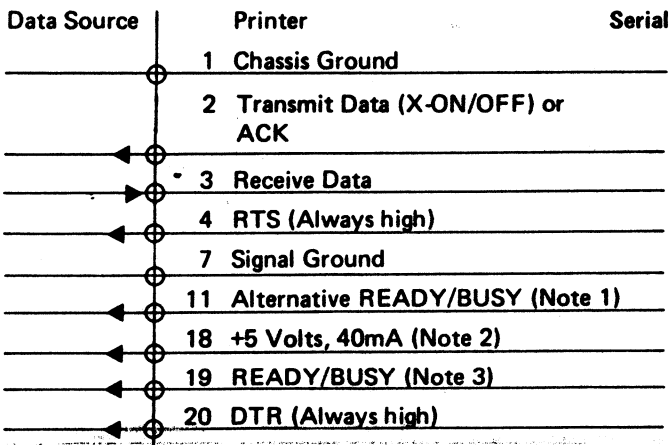 Data Source Printer Serial
1 Chassis Ground
2 Transmit Data (X-ON/OFF) or
ACK
3 Receive Data
4 RTS (Always high)
7 Signal Ground
11 Alternative READY/BUSY (Note 1)
18 +5 Volts, 40mA (Note 2)
19 READY/BUSY (Note 3)
20 DTR (Always high)